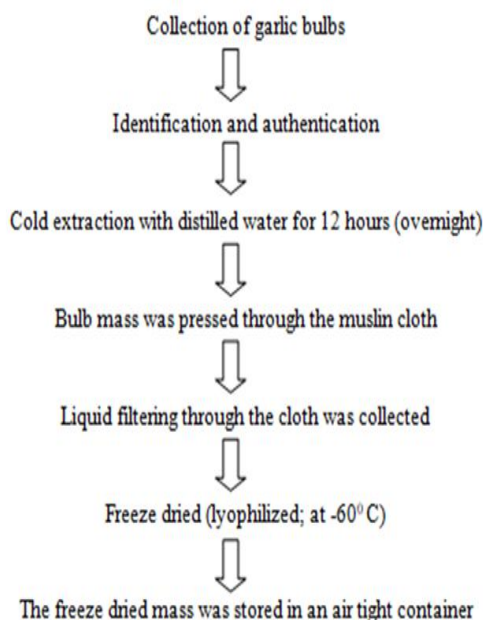 Collection of garlic bulbs
Identification and authentication
Cold extraction with distilled water for 12 hours (overnight)
Bulb mass was pressed through the muslin cloth
Liquid filtering through the cloth was collected
Freeze dried (lyophilized; at -60⁰ C)
The freeze dried mass was stored in an air tight container